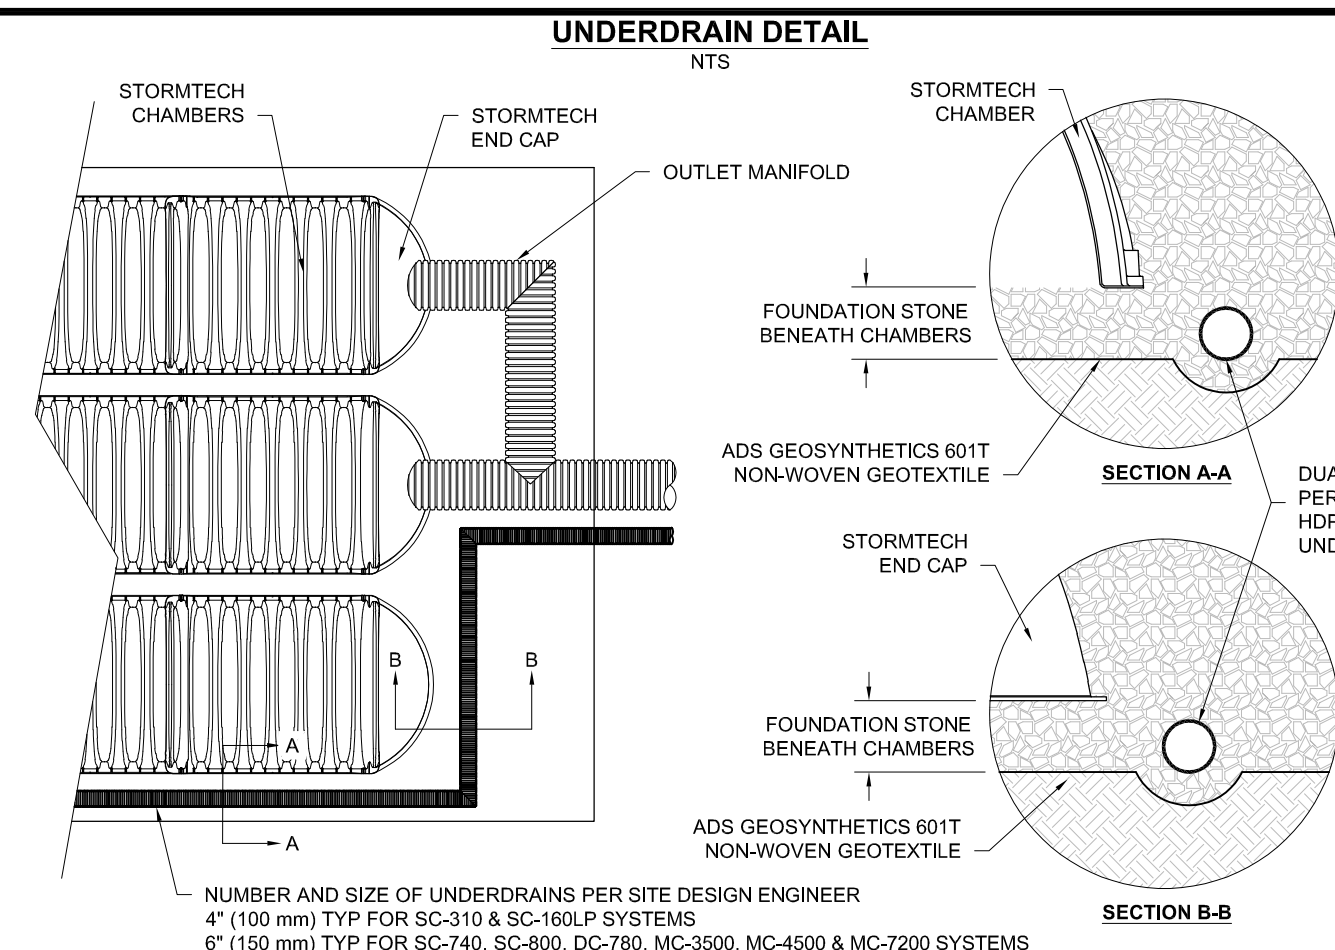 UNDERDRAIN DETAIL
NTS
STORMTECH
CHAMBERS
STORMTECH
END CAP
OUTLET MANIFOLD
STORMTECH
CHAMBER
FOUNDATION STONE
BENEATH CHAMBERS
ADS GEOSYNTHETICS 601T
NON-WOVEN GEOTEXTILE
SECTION A-A
STORMTECH
END CAP
FOUNDATION STONE
BENEATH CHAMBERS
ADS GEOSYNTHETICS 601T
NON-WOVEN GEOTEXTILE
SECTION B-B
B
B
A
A
NUMBER AND SIZE OF UNDERDRAINS PER SITE DESIGN ENGINEER
4" (100 mm) TYP FOR SC-310 & SC-160LP SYSTEMS
6" (150 mm) TYP FOR SC-740, SC-800, DC-780, MC-3500, MC-4500 & MC-7200 SYSTEMS